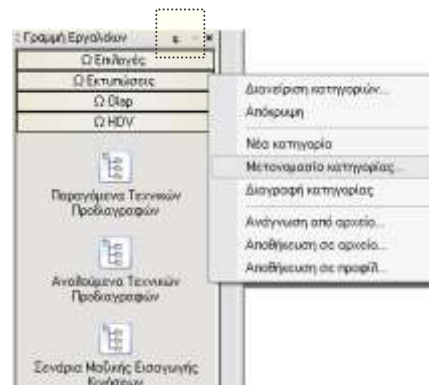 Γραμμή Εργαλείων
Ω Επιλογές
Ω Εκτυπώσεις
Ω Olap
Ω HDV
Παραγόμενα Τεχνικών
Προδιαγραφών
Αναλούμενα Τεχνικών
Προδιαγραφών
Σενάρια Μαζικής Εισαγωγής
Κινήσεων
Διαχείριση κατηγοριών...
Απόκρυψη
Νέα κατηγορία
Μετονομασία κατηγορίας...
Διαγραφή κατηγορίας
Ανάγνωση από αρχείο...
Αποθήκευση σε αρχείο...
Αποθήκευση σε προφίλ...